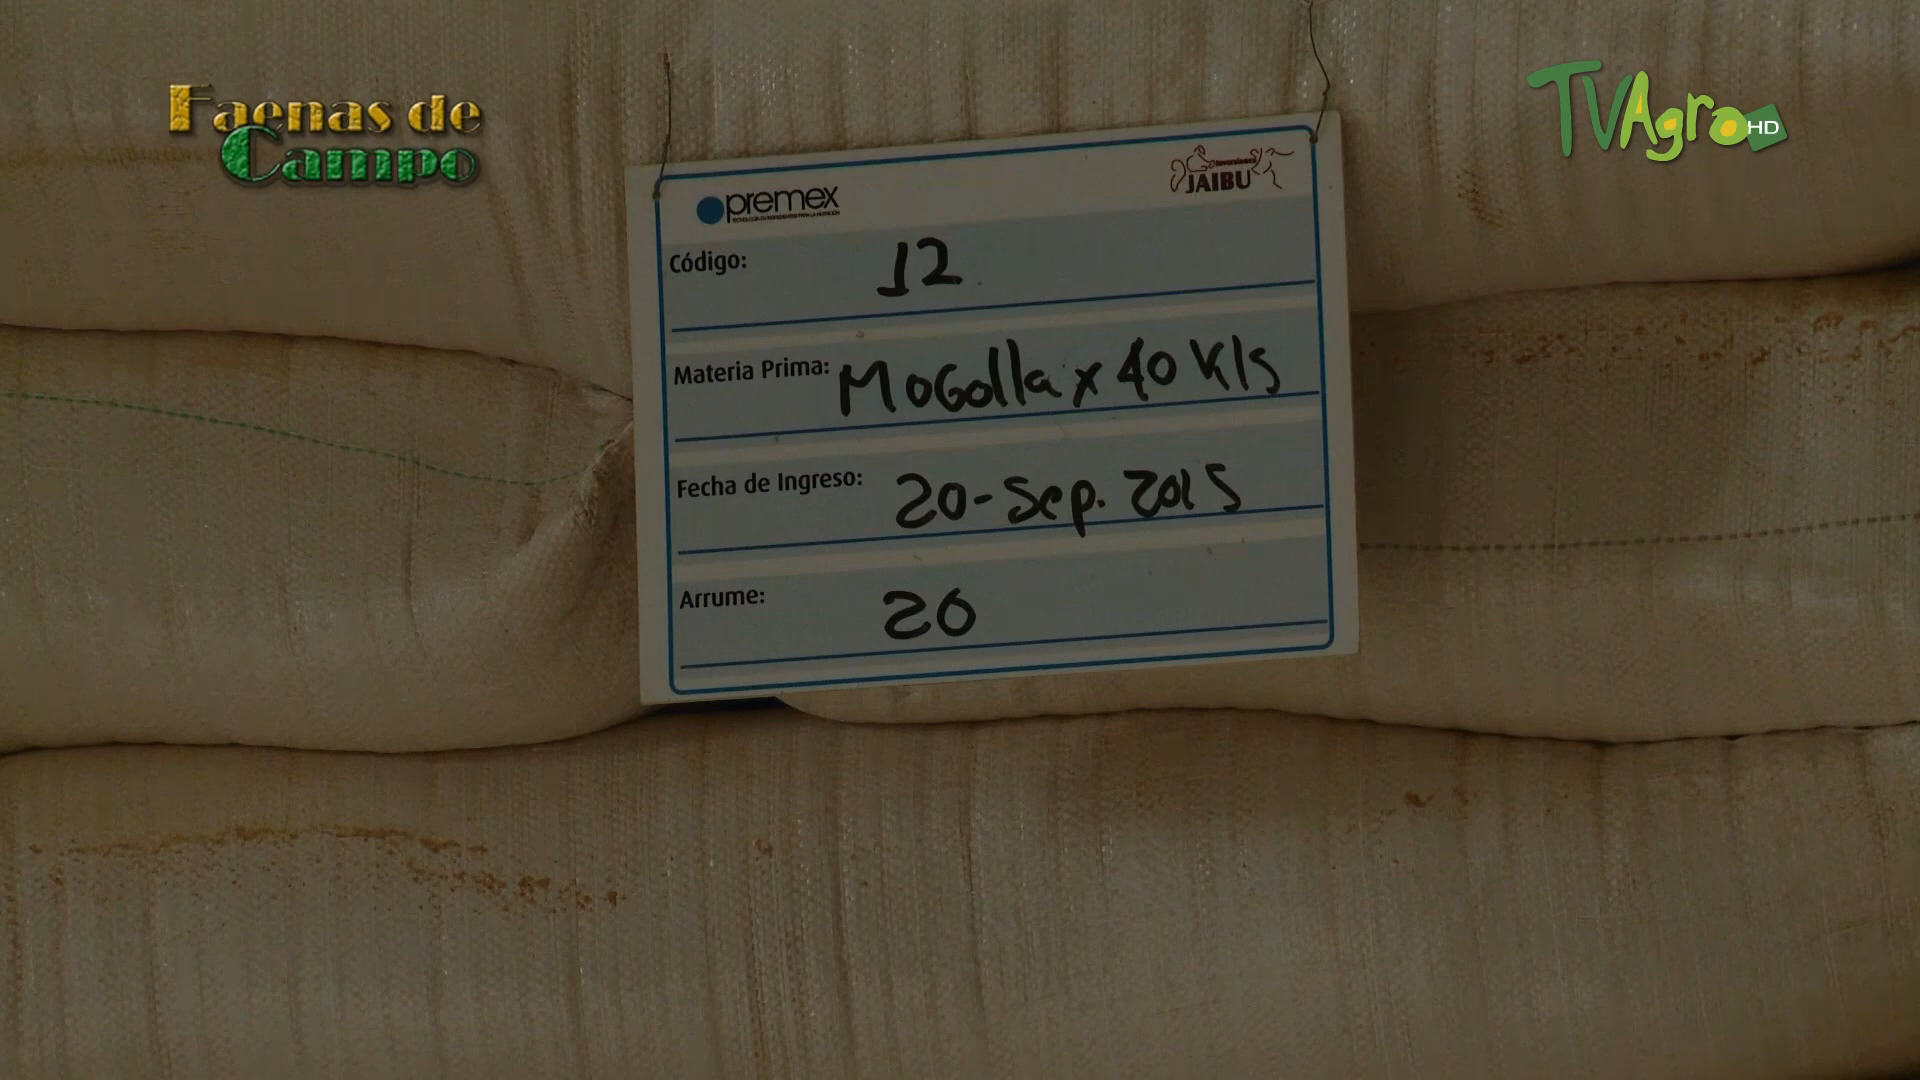 Faenas de
Campo
TVAgro HD
premex
Inversiones
JAIBU
Código: 12
Materia Prima: MOGolla x 40 Kls
Fecha de Ingreso: 20-Sep. 2015
Arrume: 20